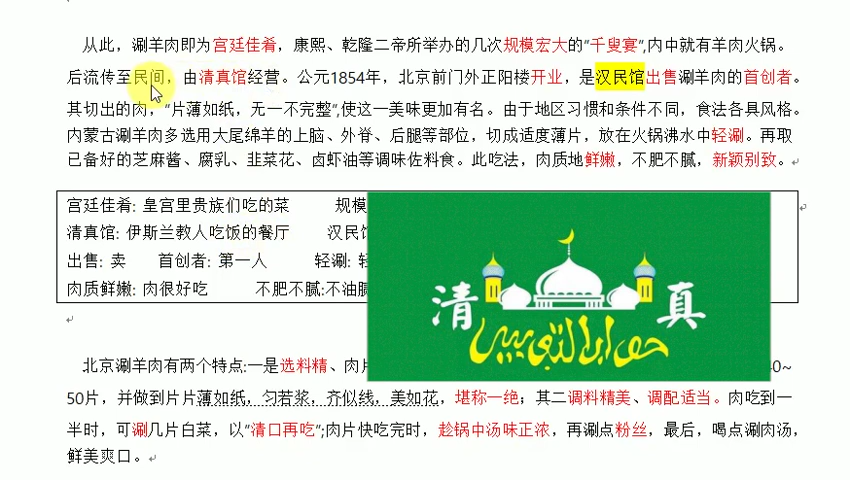 从此，涮羊肉即为宫廷佳肴，康熙、乾隆二帝所举办的几次规模宏大的“千叟宴”,内中就有羊肉火锅。
后流传至民间，由清真馆经营。公元1854年，北京前门外正阳楼开业，是汉民馆出售涮羊肉的首创者。
其切出的肉，“片薄如纸，无一不完整”,使这一美味更加有名。由于地区习惯和条件不同，食法各具风格。
内蒙古涮羊肉多选用大尾绵羊的上脑、外脊、后腿等部位，切成适度薄片，放在火锅沸水中轻涮。再取
已备好的芝麻酱、腐乳、韭菜花、卤虾油等调味佐料食。此吃法，肉质地鲜嫩，不肥不腻，新颖别致。
宫廷佳肴: 皇宫里贵族们吃的菜 规模
清真馆: 伊斯兰教人吃饭的餐厅 汉民馆
出售: 卖 首创者: 第一人 轻涮: 轻
肉质鲜嫩: 肉很好吃 不肥不腻:不油腻
清 真
北京涮羊肉有两个特点:一是选料精、肉片 40~
50片，并做到片片薄如纸，匀若浆，齐似线，美如花，堪称一绝；其二调料精美、调配适当。肉吃到一
半时，可涮几片白菜，以“清口再吃”;肉片快吃完时，趁锅中汤味正浓，再涮点粉丝，最后，喝点涮肉汤，
鲜美爽口。